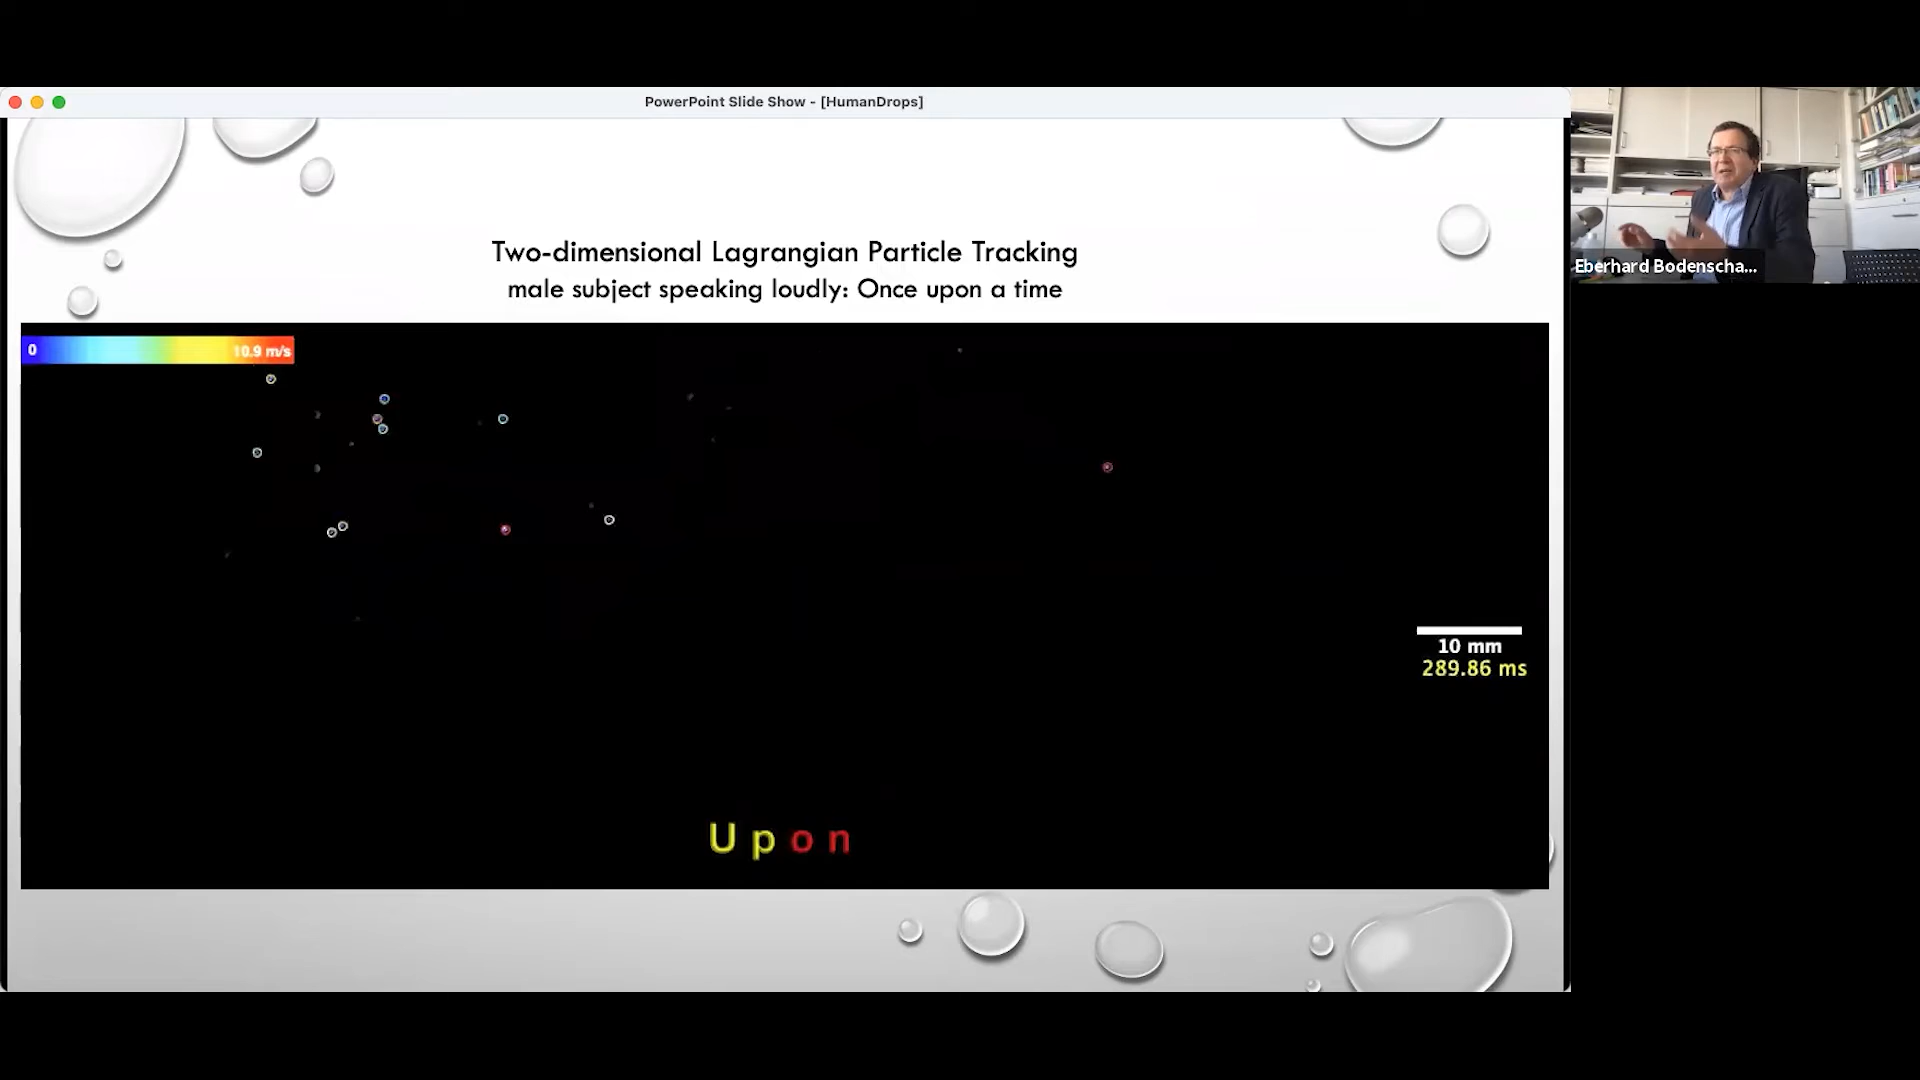 PowerPoint Slide Show - [HumanDrops]
Eberhard Bodenscha...
Two-dimensional Lagrangian Particle Tracking
male subject speaking loudly: Once upon a time
0 10.9 m/s
10 mm
289.86 ms
Upon